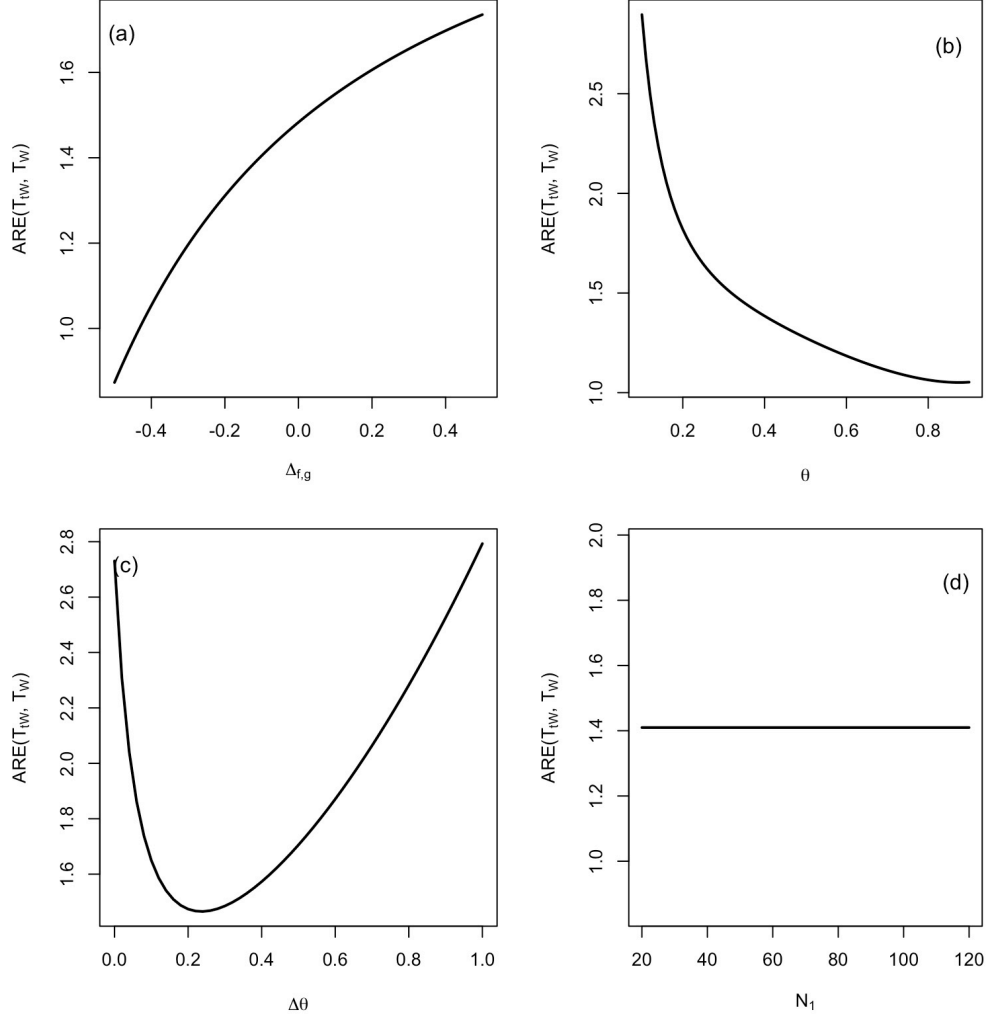 (a)
ARE(TtW, TW)
1.0 1.2 1.4 1.6
-0.4 -0.2 0.0 0.2 0.4
Δf,g
(b)
ARE(TtW, TW)
1.0 1.5 2.0 2.5
0.2 0.4 0.6 0.8
θ
(c)
ARE(TtW, TW)
1.6 1.8 2.0 2.2 2.4 2.6 2.8
0.0 0.2 0.4 0.6 0.8 1.0
Δθ
(d)
ARE(TtW, TW)
1.0 1.2 1.4 1.6 1.8 2.0
20 40 60 80 100 120
N1